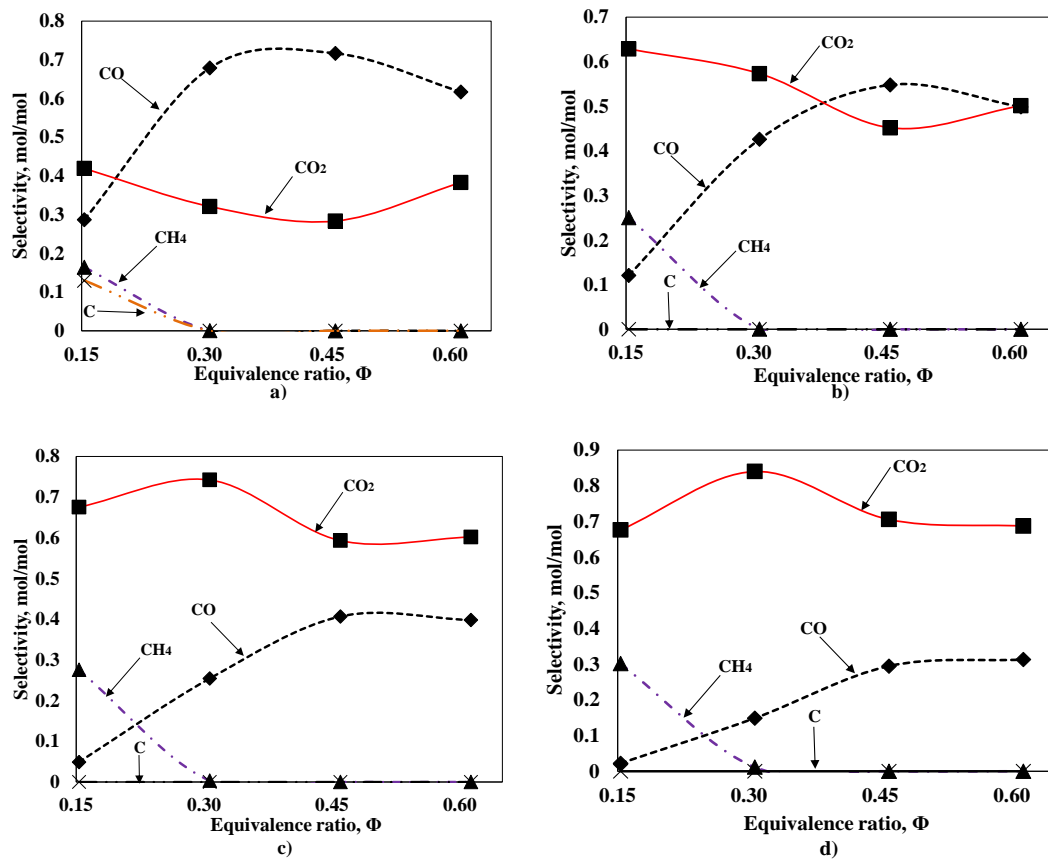 Selectivity, mol/mol
0.8
0.7
0.6
0.5
0.4
0.3
0.2
0.1
0
CO
CO2
CH4
C
0.15 0.30 0.45 0.60
Equivalence ratio, Φ
a)
Selectivity, mol/mol
0.7
0.6
0.5
0.4
0.3
0.2
0.1
0
CO2
CO
CH4
C
0.15 0.30 0.45 0.60
Equivalence ratio, Φ
b)
Selectivity, mol/mol
0.8
0.7
0.6
0.5
0.4
0.3
0.2
0.1
0
CO2
CO
CH4
C
0.15 0.30 0.45 0.60
Equivalence ratio, Φ
c)
Selectivity, mol/mol
0.9
0.8
0.7
0.6
0.5
0.4
0.3
0.2
0.1
0
CO2
CO
CH4
C
0.15 0.30 0.45 0.60
Equivalence ratio, Φ
d)